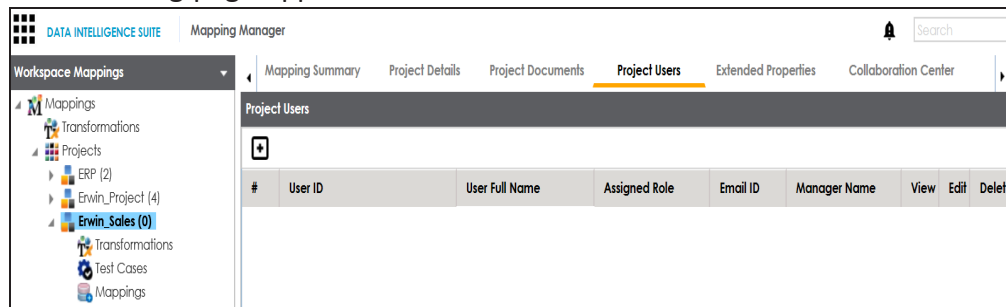 DATA INTELLIGENCE SUITE Mapping Manager Search
Workspace Mappings
Mapping Summary Project Details Project Documents Project Users Extended Properties Collaboration Center
Mappings
Transformations
Projects
ERP (2)
Erwin_Project (4)
Erwin_Sales (0)
Transformations
Test Cases
Mappings
Project Users
# User ID User Full Name Assigned Role Email ID Manager Name View Edit Delet